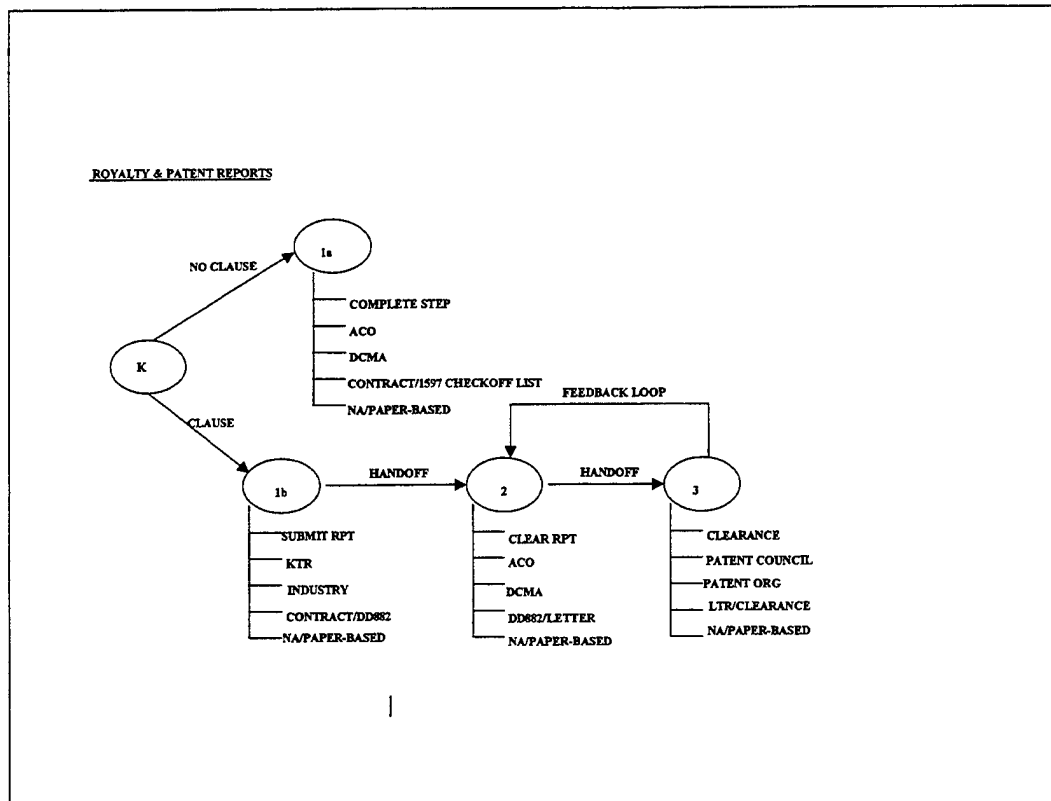 ROYALTY & PATENT REPORTS
1a
NO CLAUSE
COMPLETE STEP
ACO
DCMA
CONTRACT/1597 CHECKOFF LIST
NA/PAPER-BASED
K
CLAUSE
FEEDBACK LOOP
1b
HANDOFF
2
HANDOFF
3
SUBMIT RPT
KTR
INDUSTRY
CONTRACT/DD882
NA/PAPER-BASED
CLEAR RPT
ACO
DCMA
DD882/LETTER
NA/PAPER-BASED
CLEARANCE
PATENT COUNCIL
PATENT ORG
LTR/CLEARANCE
NA/PAPER-BASED